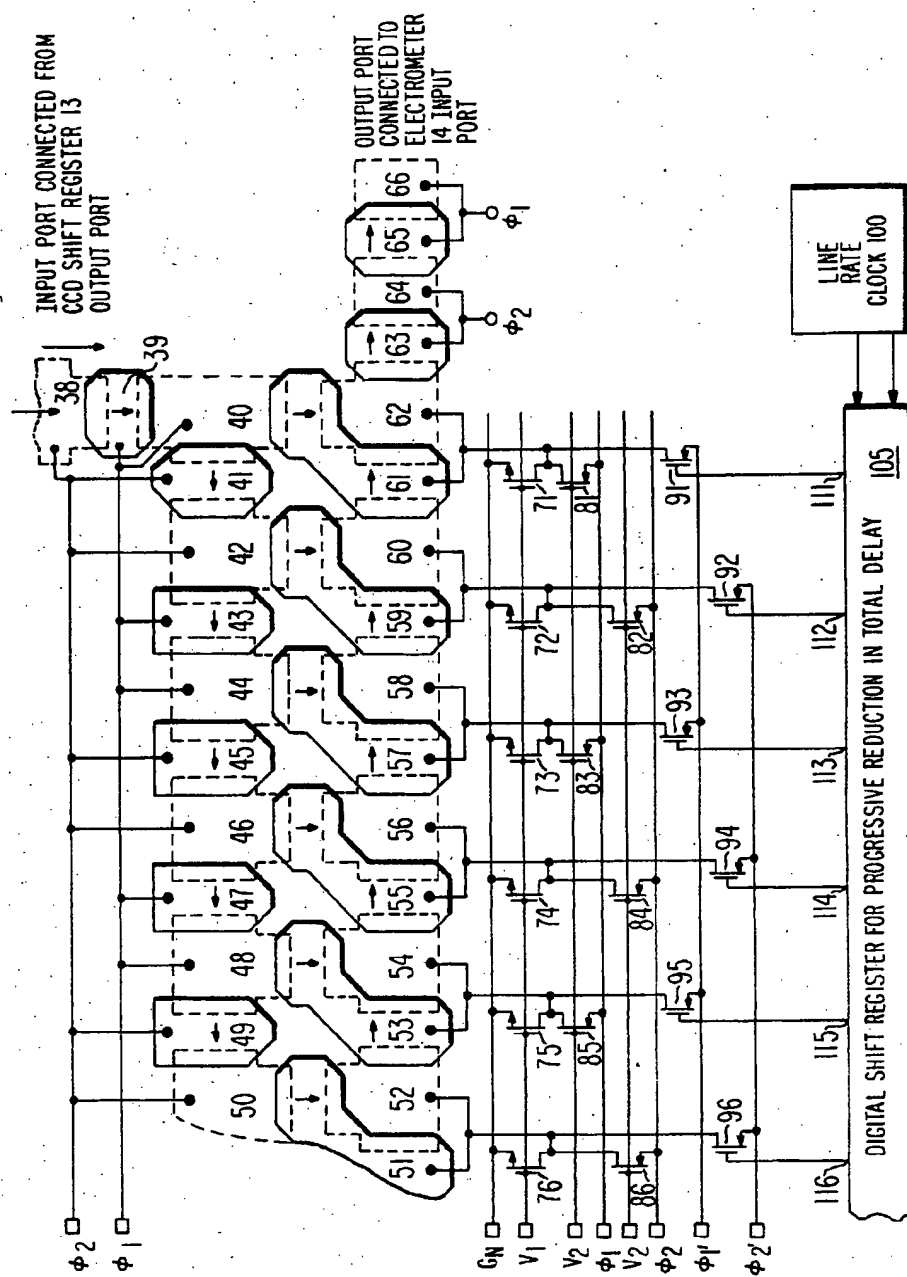 INPUT PORT CONNECTED FROM
CCD SHIFT REGISTER 13
OUTPUT PORT
OUTPUT PORT
CONNECTED TO
ELECTROMETER
14 INPUT
PORT
38
39
ϕ2
ϕ1
50 49 48 47 46 45 44 43 42 41 40
51 52 53 54 55 56 57 58 59 60 61 62 63 64 65 66
ϕ2 ϕ1
GN
V1
V2
ϕ1
V2
ϕ2
ϕ1'
ϕ2'
76 75 74 73 72 71
86 85 84 83 82 81
96 95 94 93 92 91
116 115 114 113 112 111
LINE
RATE
CLOCK 100
DIGITAL SHIFT REGISTER FOR PROGRESSIVE REDUCTION IN TOTAL DELAY 105